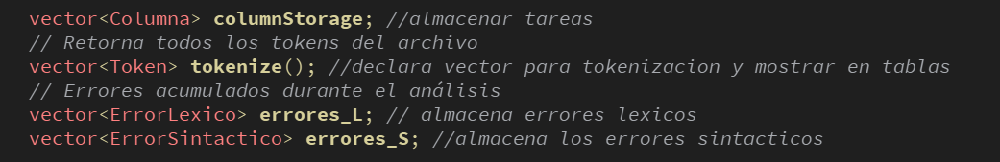 vector<Columna> columnStorage; //almacenar tareas
// Retorna todos los tokens del archivo
vector<Token> tokenize(); //declara vector para tokenizacion y mostrar en tablas
// Errores acumulados durante el análisis
vector<ErrorLexico> errores_L; // almacena errores lexicos
vector<ErrorSintactico> errores_S; //almacena los errores sintacticos